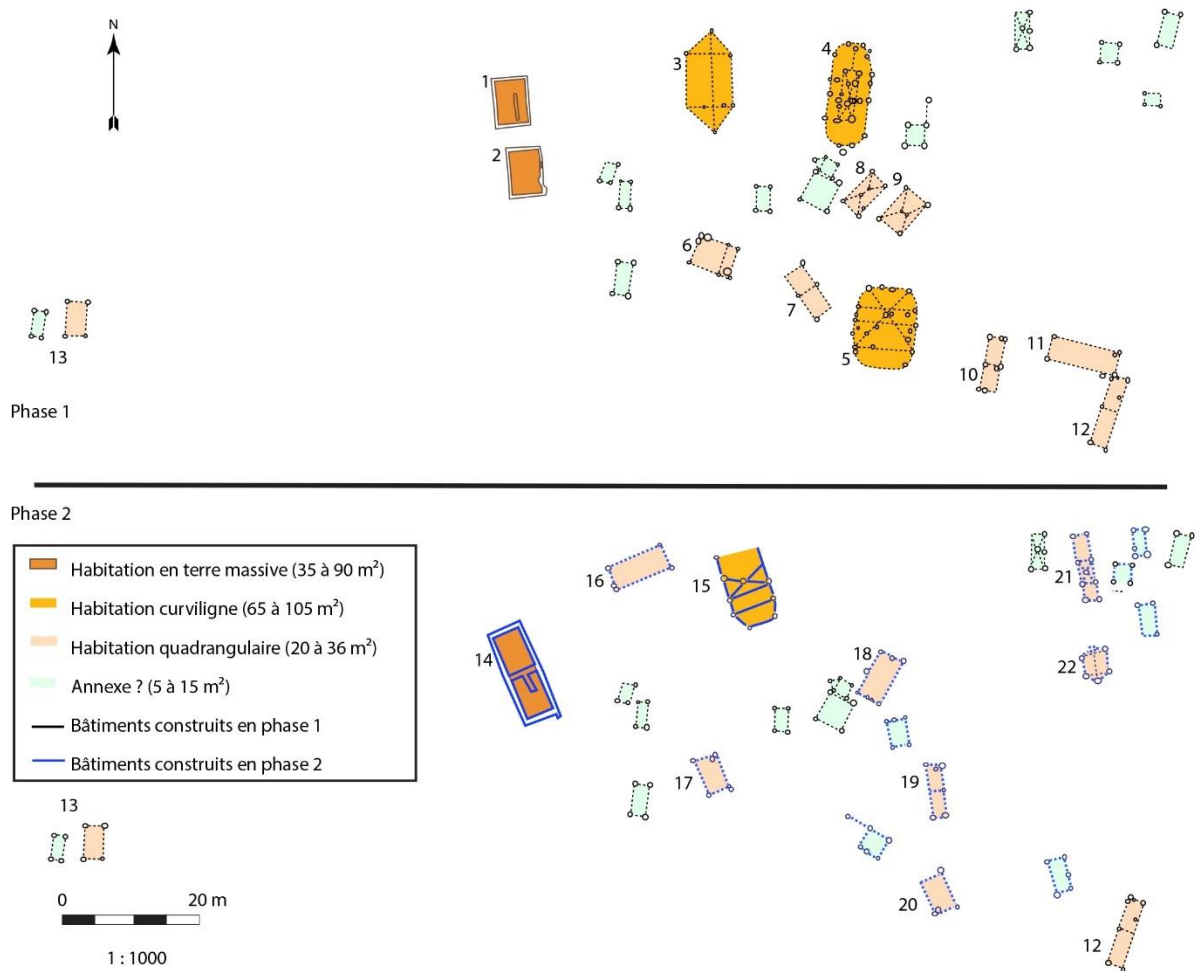 N
1
2
3
4
8
9
6
7
5
10
11
12
13
Phase 1
Phase 2
Habitation en terre massive (35 à 90 m²)
Habitation curviligne (65 à 105 m²)
Habitation quadrangulaire (20 à 36 m²)
Annexe ? (5 à 15 m²)
Bâtiments construits en phase 1
Bâtiments construits en phase 2
16
15
21
14
18
22
17
19
20
12
13
0 20 m
1 : 1000